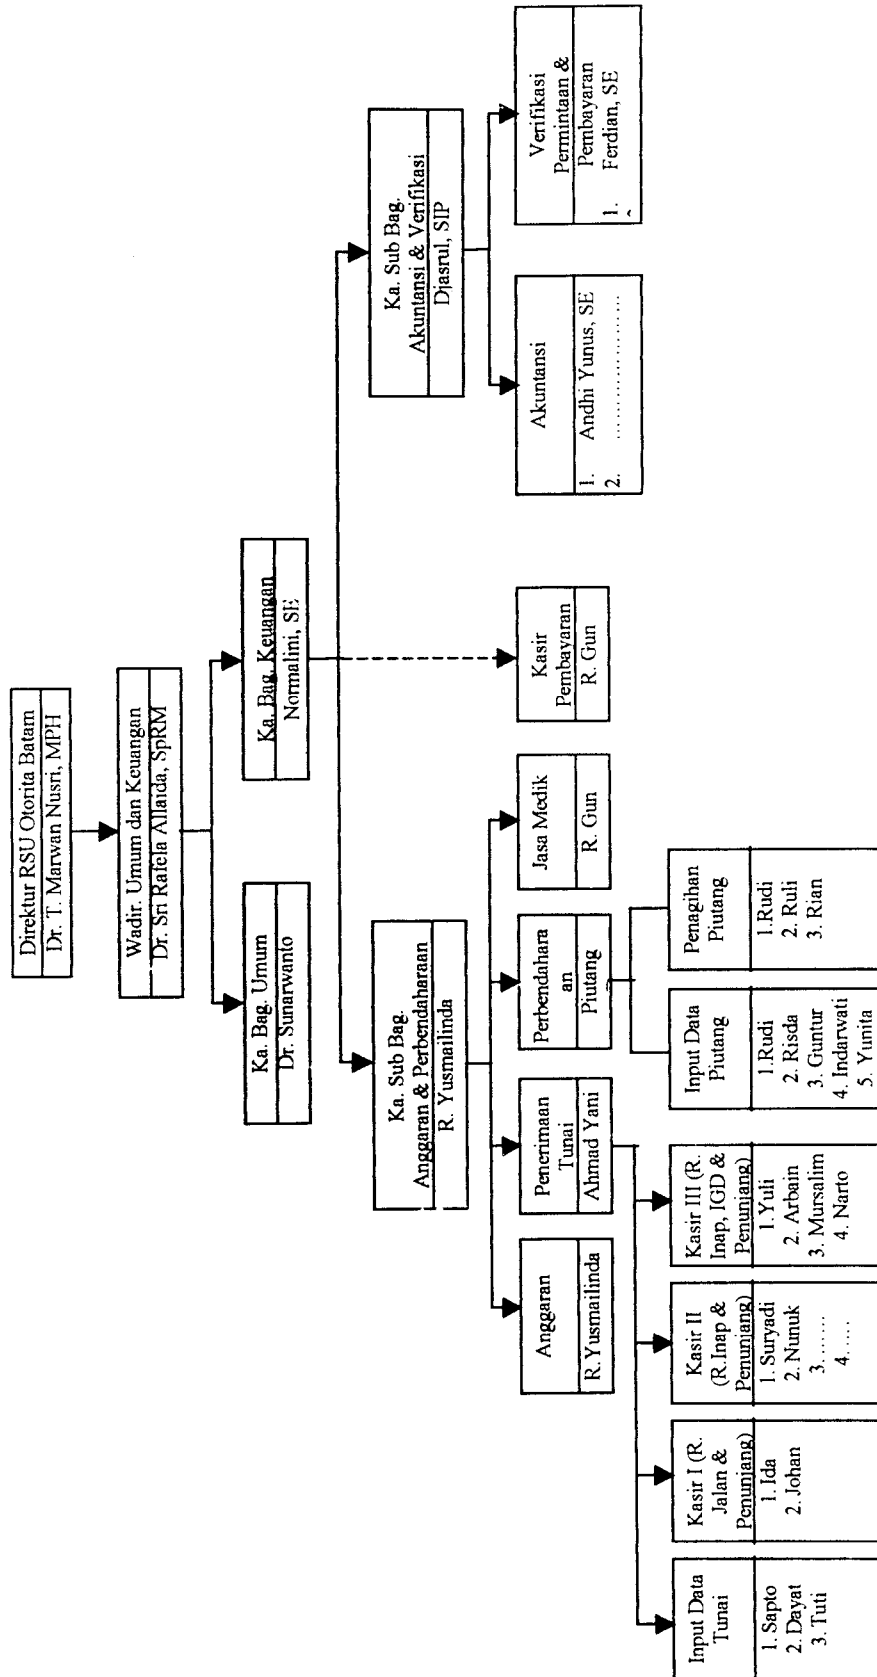 Direktur RSU Otorita Batam
Dr. T. Marwan Nusri, MPH
Wadir. Umum dan Keuangan
Dr. Sri Rafela Allaida, SpRM
Ka. Bag. Umum
Dr. Sunarwanto
Ka. Bag. Keuangan
Normalini, SE
Ka. Sub Bag.
Anggaran & Perbendaharaan
R. Yusmailinda
Ka. Sub Bag.
Akuntansi & Verifikasi
Djasrul, SIP
Anggaran
R.Yusmailinda
Penerimaan
Tunai
Ahmad Yani
Perbendahara
an
Piutang
Jasa Medik
R. Gun
Kasir
Pembayaran
R. Gun
Akuntansi
1. Andhi Yunus, SE
2. .....................
Verifikasi
Permintaan &
Pembayaran
1. Ferdian, SE
Input Data
Tunai
1. Sapto
2. Dayat
3. Tuti
Kasir I (R.
Jalan &
Penunjang)
1. Ida
2. Johan
Kasir II
(R.Inap &
Penunjang)
1. Suryadi
2. Nunuk
3. .......
4. .....
Kasir III (R.
Inap, IGD &
Penunjang)
1.Yuli
2. Arbain
3. Mursalim
4. Narto
Input Data
Piutang
1.Rudi
2. Risda
3. Guntur
4. Indarwati
5. Yunita
Penagihan
Piutang
1.Rudi
2. Ruli
3. Rian